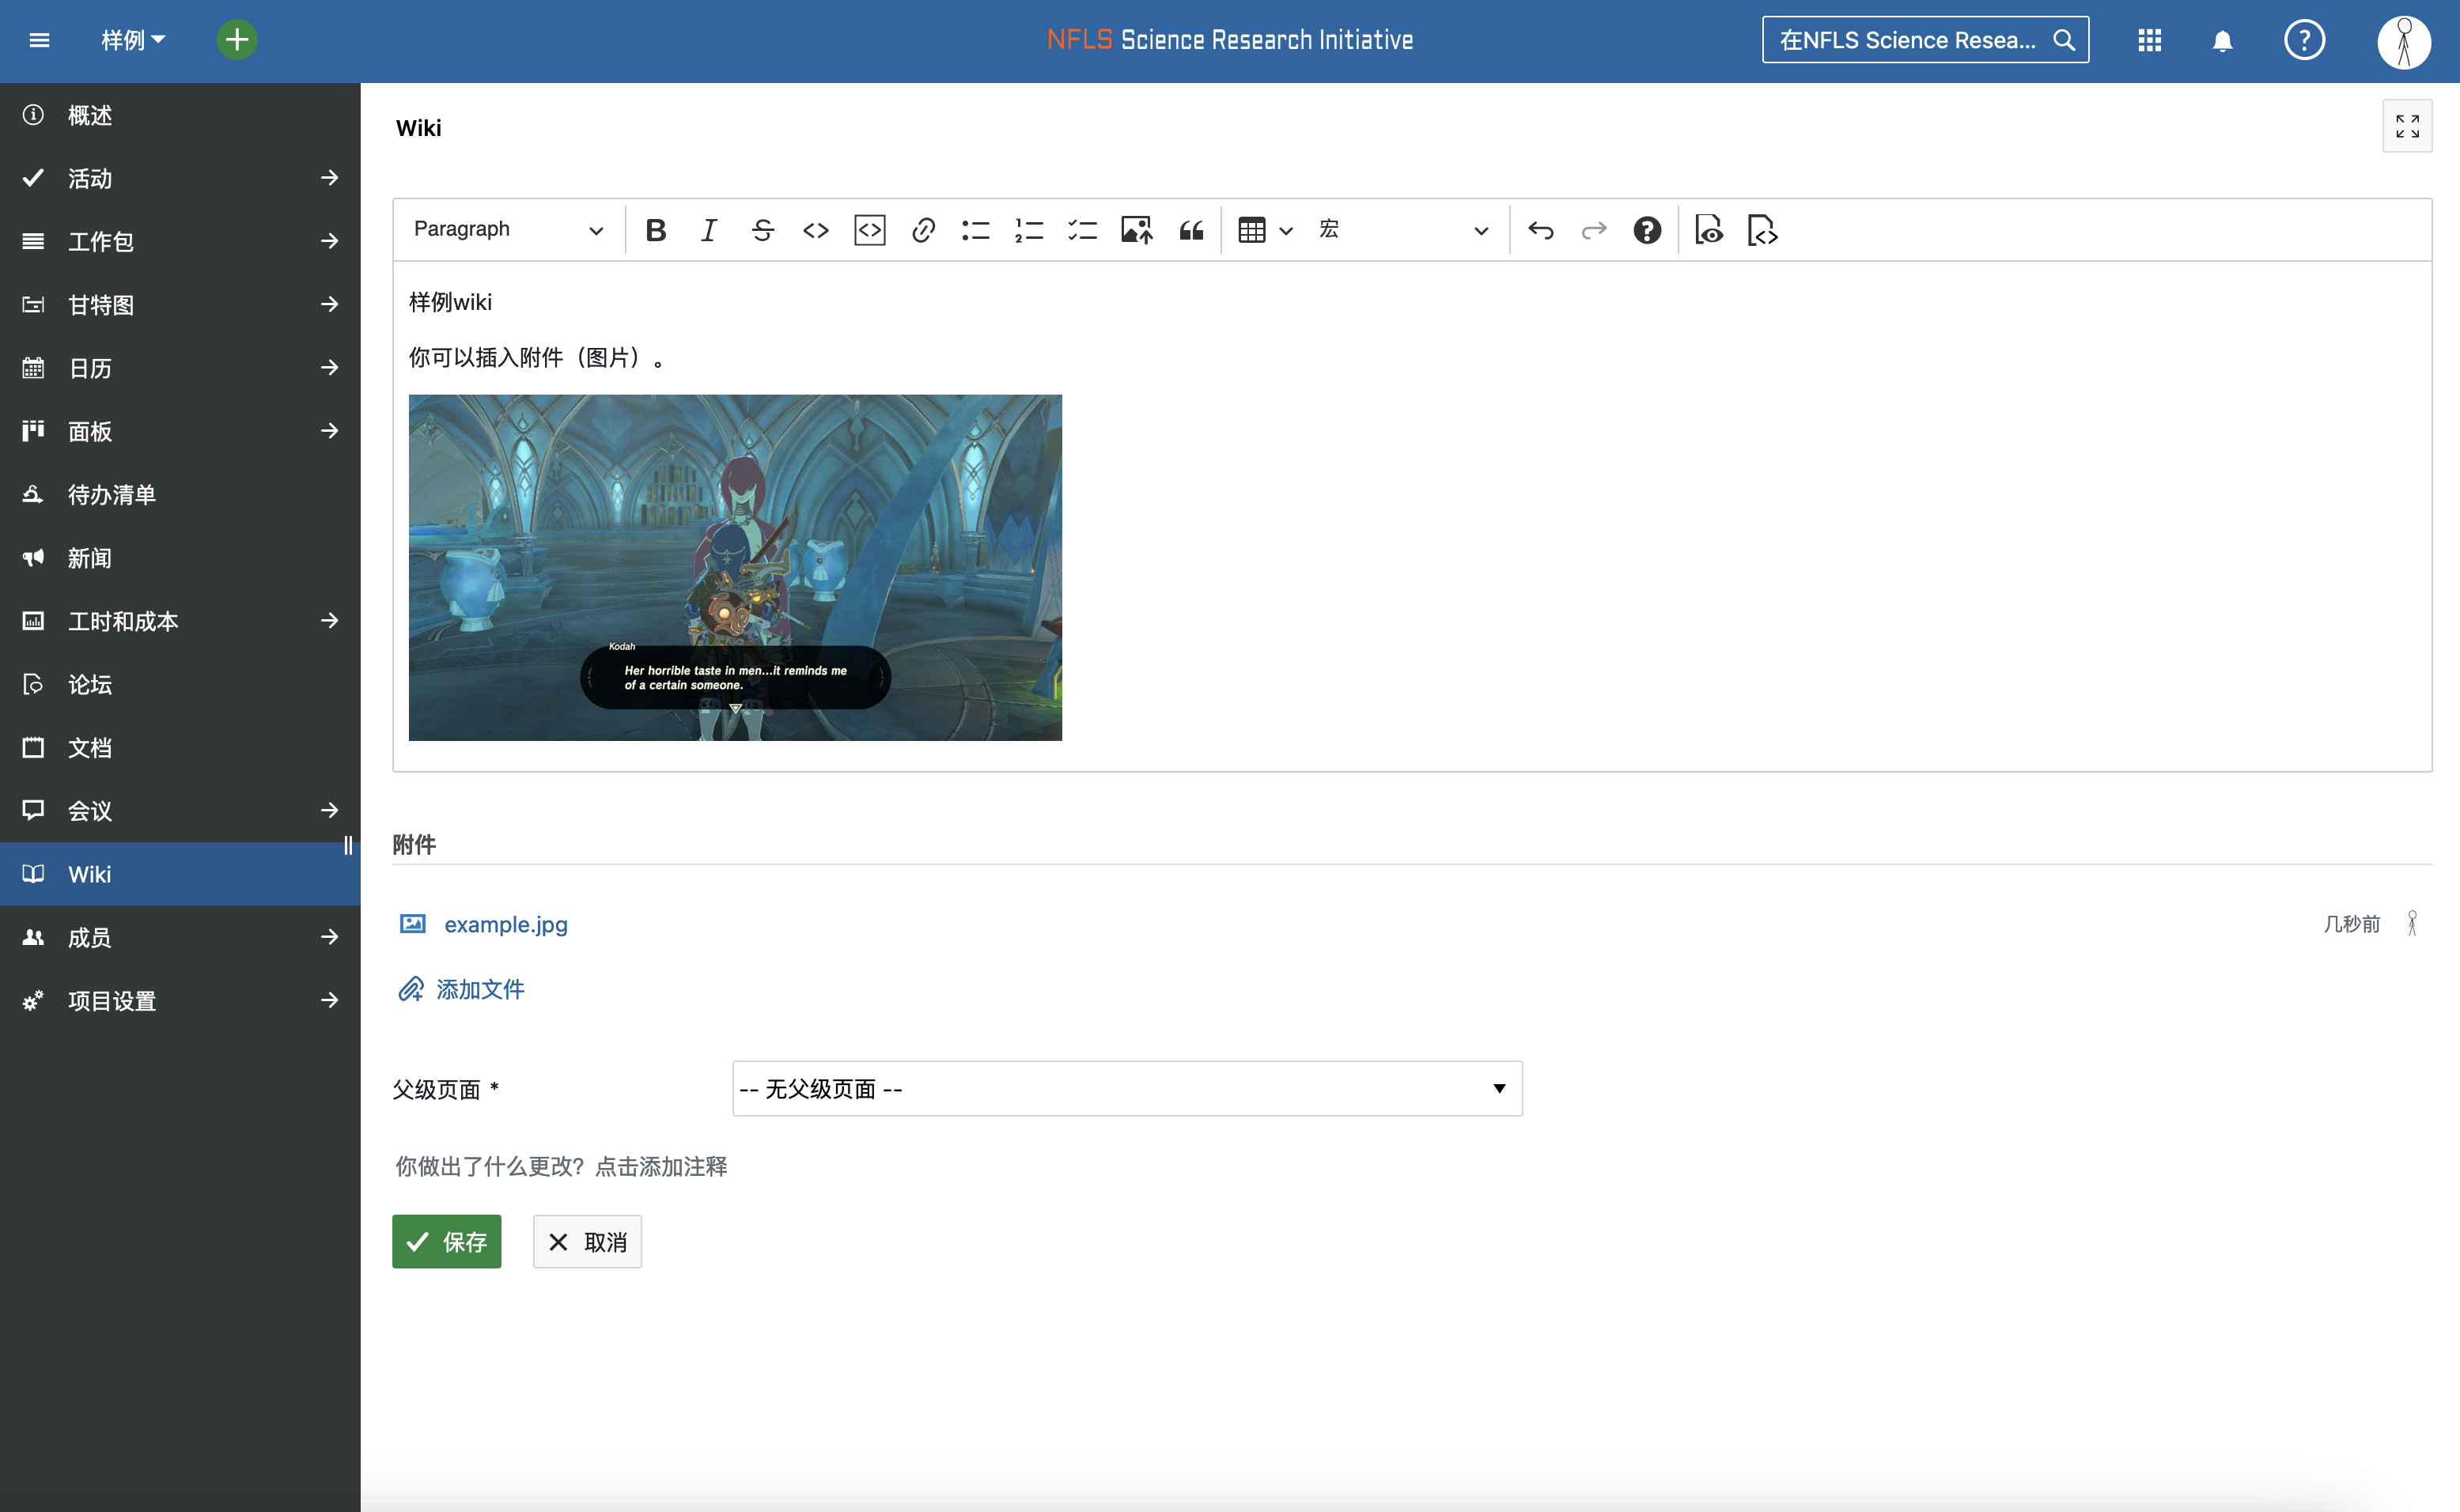 样例
NFLS Science Research Initiative
在NFLS Science Resea...
概述
活动
工作包
甘特图
日历
面板
待办清单
新闻
工时和成本
论坛
文档
会议
Wiki
成员
项目设置
Wiki
Paragraph
宏
样例wiki
你可以插入附件（图片）。
Kodah
Her horrible taste in men...it reminds me
of a certain someone.
附件
example.jpg
几秒前
添加文件
父级页面 *
-- 无父级页面 --
你做出了什么更改？点击添加注释
保存
取消